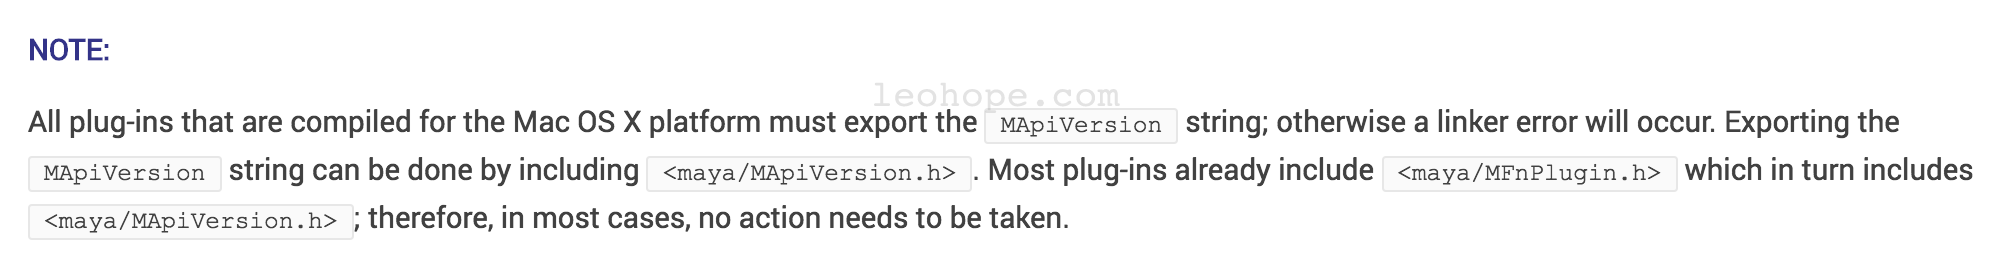 NOTE:
leohope.com
All plug-ins that are compiled for the Mac OS X platform must export the MApiVersion string; otherwise a linker error will occur. Exporting the
MApiVersion string can be done by including <maya/MApiVersion.h>. Most plug-ins already include <maya/MFnPlugin.h> which in turn includes
<maya/MApiVersion.h>; therefore, in most cases, no action needs to be taken.